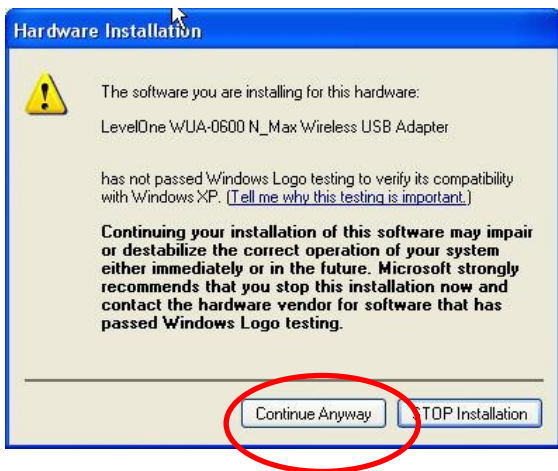 Hardware Installation
The software you are installing for this hardware:
LevelOne WUA-0600 N_Max Wireless USB Adapter
has not passed Windows Logo testing to verify its compatibility
with Windows XP. (Tell me why this testing is important.)
Continuing your installation of this software may impair
or destabilize the correct operation of your system
either immediately or in the future. Microsoft strongly
recommends that you stop this installation now and
contact the hardware vendor for software that has
passed Windows Logo testing.
Continue Anyway STOP Installation